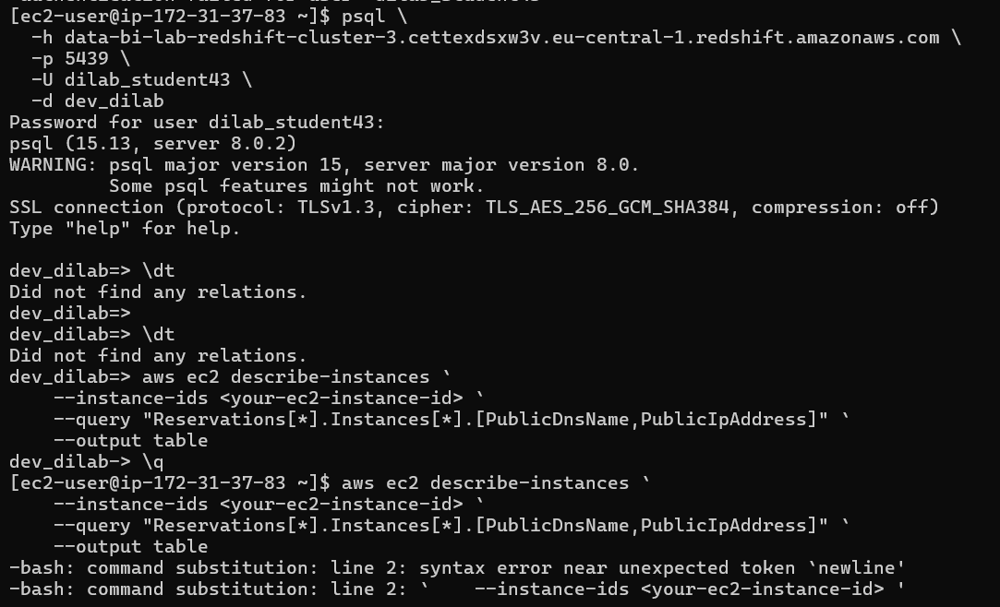 [ec2-user@ip-172-31-37-83 ~]$ psql \
  -h data-bi-lab-redshift-cluster-3.cettexdsxw3v.eu-central-1.redshift.amazonaws.com \
  -p 5439 \
  -U dilab_student43 \
  -d dev_dilab
Password for user dilab_student43:
psql (15.13, server 8.0.2)
WARNING: psql major version 15, server major version 8.0.
         Some psql features might not work.
SSL connection (protocol: TLSv1.3, cipher: TLS_AES_256_GCM_SHA384, compression: off)
Type "help" for help.

dev_dilab=> \dt
Did not find any relations.
dev_dilab=>
dev_dilab=> \dt
Did not find any relations.
dev_dilab=> aws ec2 describe-instances `
    --instance-ids <your-ec2-instance-id> `
    --query "Reservations[*].Instances[*].[PublicDnsName,PublicIpAddress]" `
    --output table
dev_dilab-> \q
[ec2-user@ip-172-31-37-83 ~]$ aws ec2 describe-instances `
    --instance-ids <your-ec2-instance-id> `
    --query "Reservations[*].Instances[*].[PublicDnsName,PublicIpAddress]" `
    --output table
-bash: command substitution: line 2: syntax error near unexpected token `newline'
-bash: command substitution: line 2: `    --instance-ids <your-ec2-instance-id> '